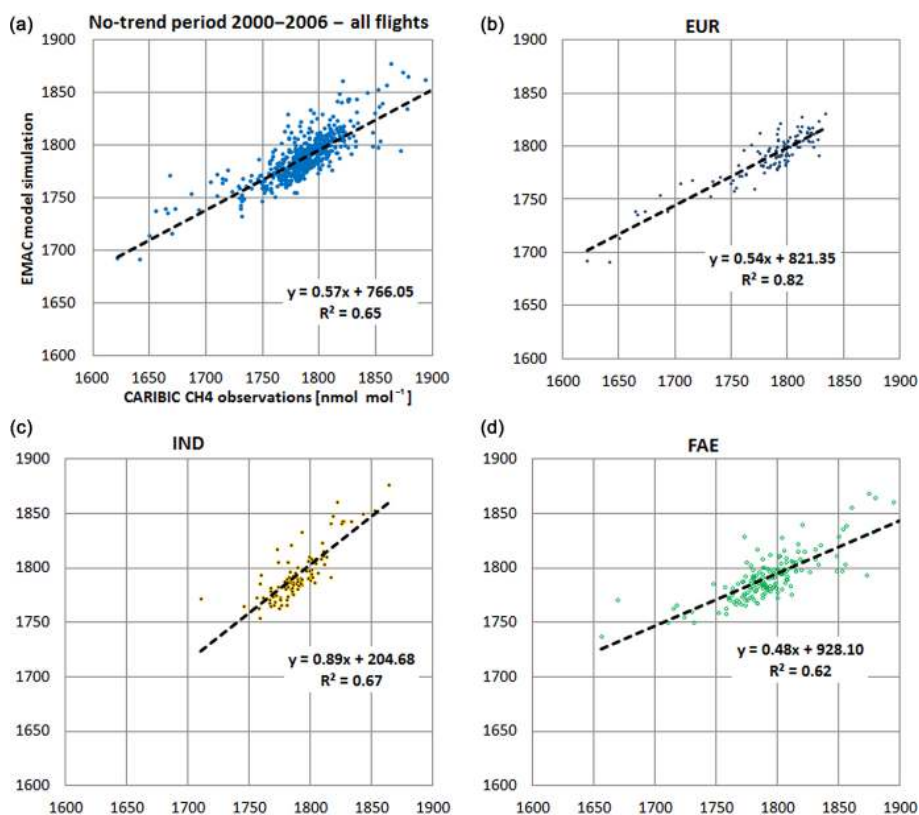 (a)
No-trend period 2000–2006 – all flights
1900
1850
1800
1750
1700
1650
1600
EMAC model simulation
y = 0.57x + 766.05
R² = 0.65
1600 1650 1700 1750 1800 1850 1900
CARIBIC CH4 observations [nmol mol⁻¹]
(b)
EUR
1900
1850
1800
1750
1700
1650
1600
y = 0.54x + 821.35
R² = 0.82
1600 1650 1700 1750 1800 1850 1900
(c)
IND
1900
1850
1800
1750
1700
1650
1600
y = 0.89x + 204.68
R² = 0.67
1600 1650 1700 1750 1800 1850 1900
(d)
FAE
1900
1850
1800
1750
1700
1650
1600
y = 0.48x + 928.10
R² = 0.62
1600 1650 1700 1750 1800 1850 1900